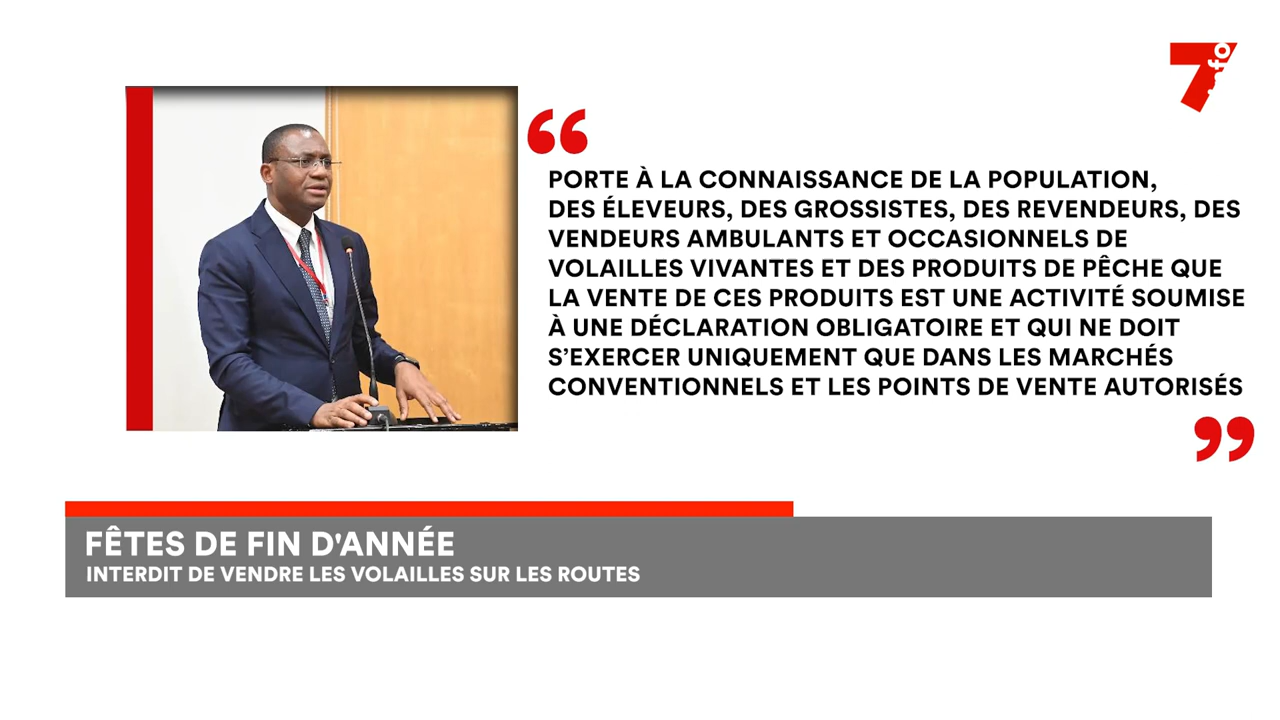 7
fo
“
PORTE À LA CONNAISSANCE DE LA POPULATION,
DES ÉLEVEURS, DES GROSSISTES, DES REVENDEURS, DES
VENDEURS AMBULANTS ET OCCASIONNELS DE
VOLAILLES VIVANTES ET DES PRODUITS DE PÊCHE QUE
LA VENTE DE CES PRODUITS EST UNE ACTIVITÉ SOUMISE
À UNE DÉCLARATION OBLIGATOIRE ET QUI NE DOIT
S’EXERCER UNIQUEMENT QUE DANS LES MARCHÉS
CONVENTIONNELS ET LES POINTS DE VENTE AUTORISÉS
”
FÊTES DE FIN D'ANNÉE
INTERDIT DE VENDRE LES VOLAILLES SUR LES ROUTES